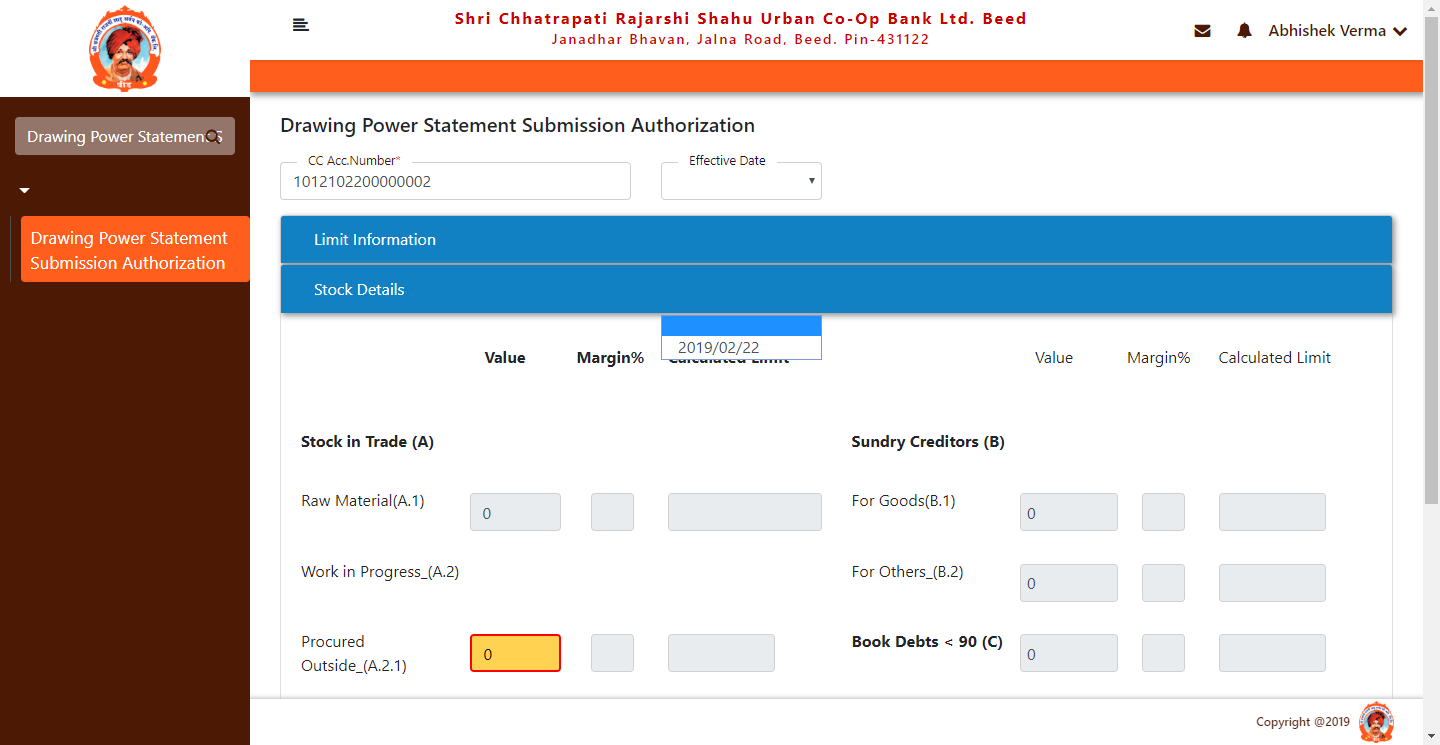 Shri Chhatrapati Rajarshi Shahu Urban Co-Op Bank Ltd. Beed
Janadhar Bhavan, Jalna Road, Beed. Pin-431122
Abhishek Verma
Drawing Power Statement
Drawing Power Statement
Submission Authorization
Drawing Power Statement Submission Authorization
CC Acc.Number*
Effective Date
1012102200000002
Limit Information
Stock Details
2019/02/22
Value Margin% Calculated Limit Value Margin% Calculated Limit
Stock in Trade (A) Sundry Creditors (B)
Raw Material(A.1) 0 For Goods(B.1) 0
Work in Progress_(A.2) For Others_(B.2) 0
Procured
Outside_(A.2.1) 0 Book Debts < 90 (C) 0
Copyright @2019